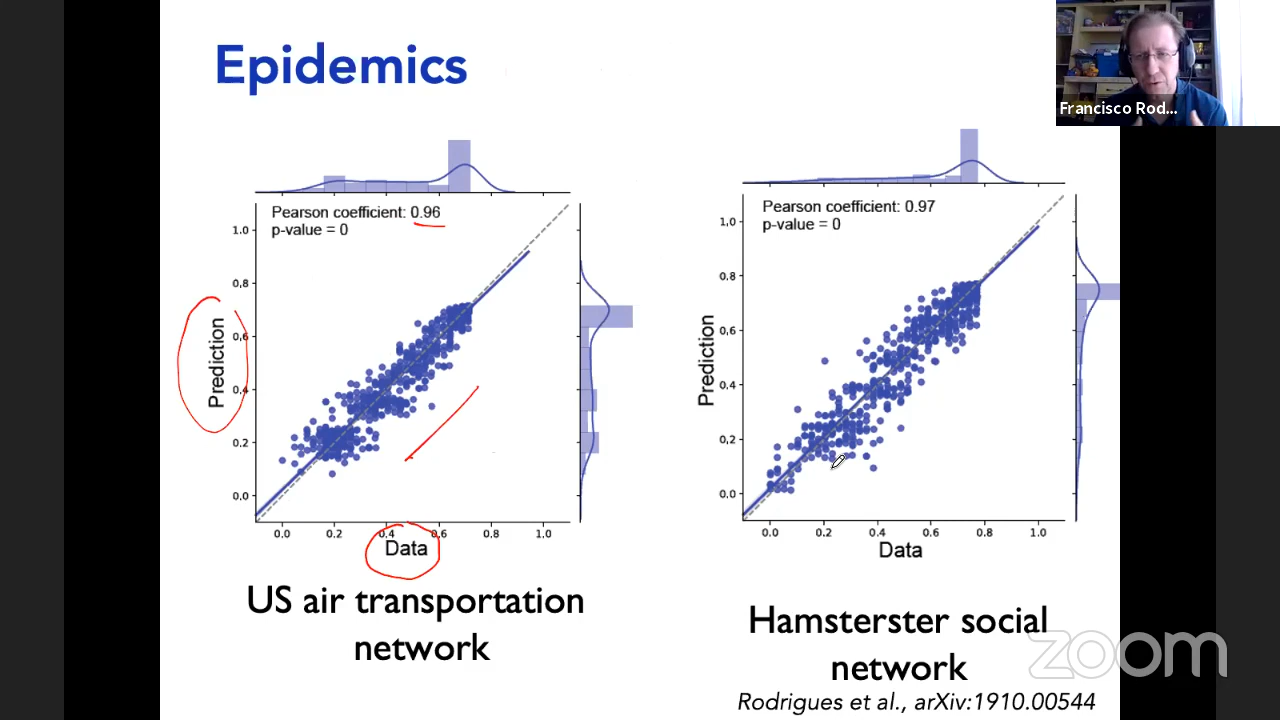 Epidemics
Francisco Rod...
Pearson coefficient: 0.96
p-value = 0
1.0
0.8
0.6
0.4
0.2
0.0
Prediction
0.0 0.2 0.4 0.6 0.8 1.0
Data
US air transportation
network
Pearson coefficient: 0.97
p-value = 0
1,0
0.8
0.6
0.4
0,2
0.0
Prediction
0.0 0.2 0.4 0.6 0.8 1.0
Data
Hamsterster social
network
zoom
Rodrigues et al., arXiv:1910.00544